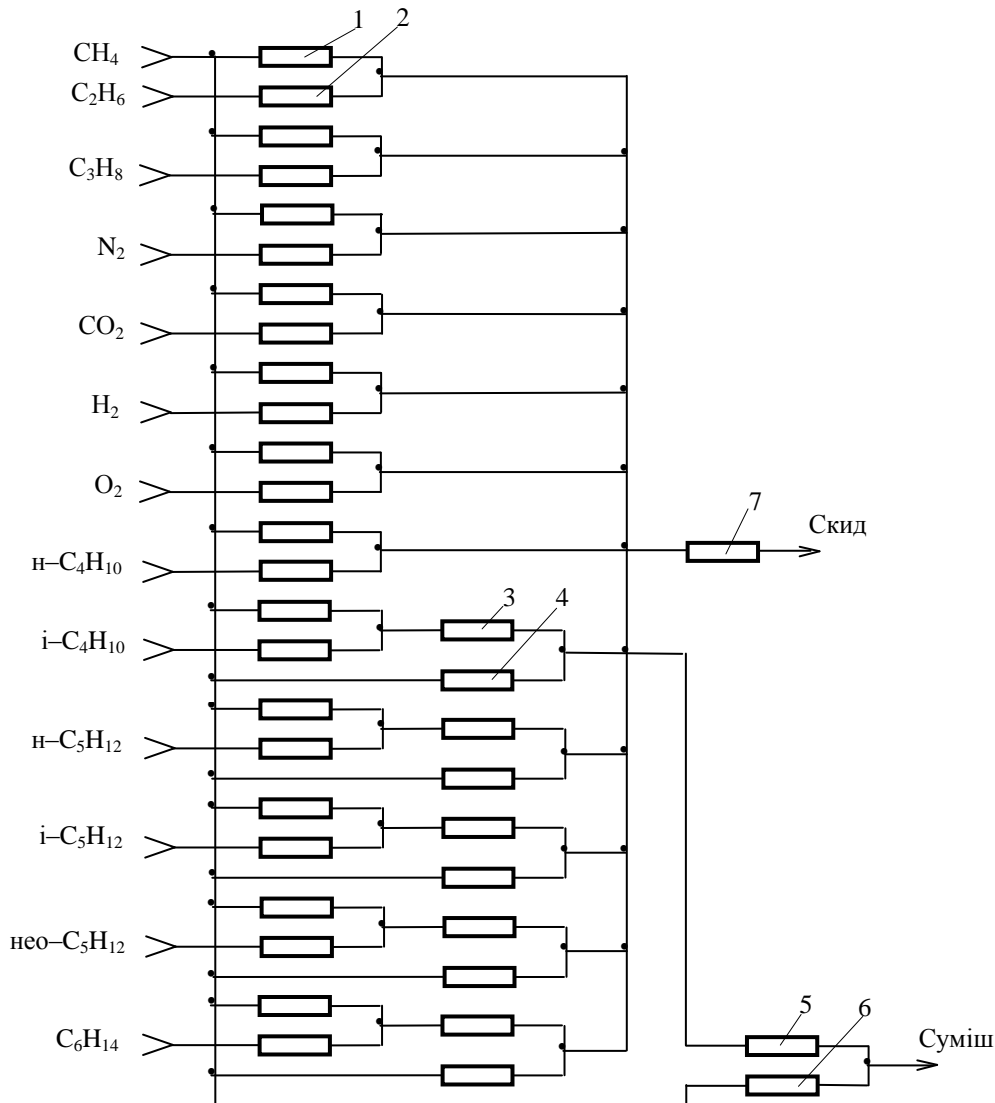 1
2
CH₄
C₂H₆
C₃H₈
N₂
CO₂
H₂
O₂
7
Скид
н–C₄H₁₀
3
4
і–C₄H₁₀
н–C₅H₁₂
і–C₅H₁₂
нео–C₅H₁₂
5
6
C₆H₁₄
Суміш